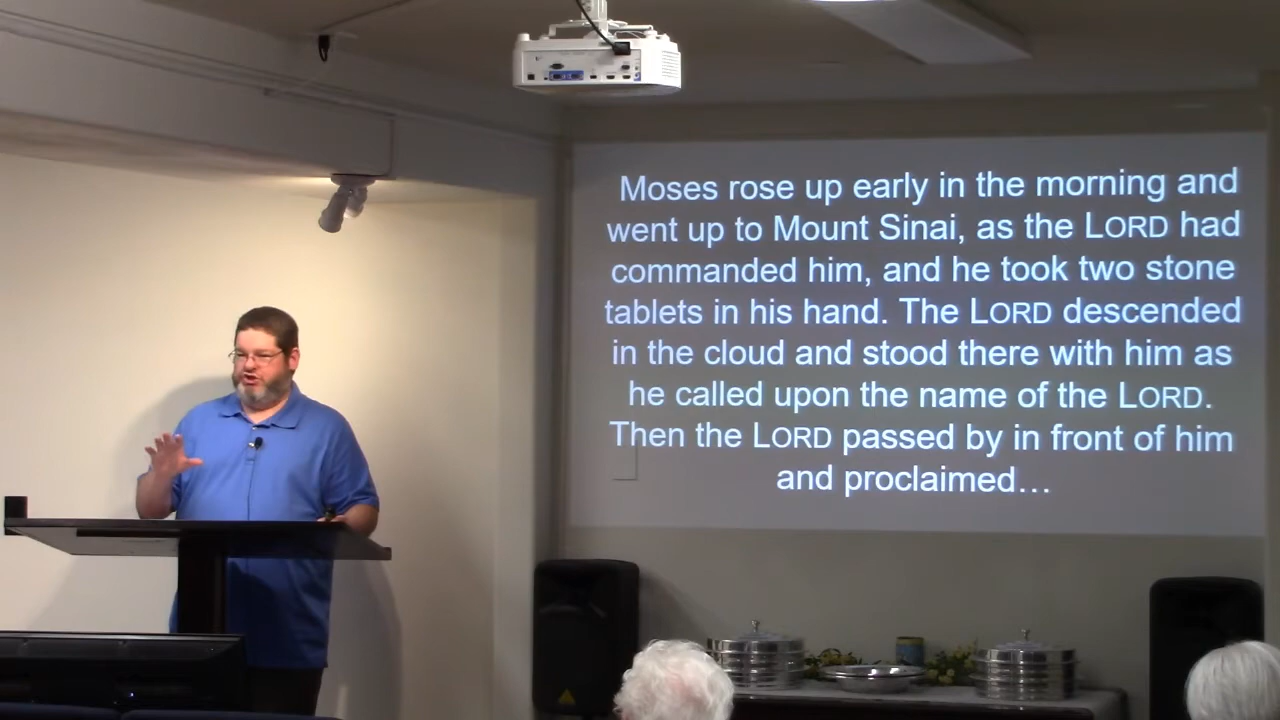 Moses rose up early in the morning and
went up to Mount Sinai, as the LORD had
commanded him, and he took two stone
tablets in his hand. The LORD descended
in the cloud and stood there with him as
he called upon the name of the LORD.
Then the LORD passed by in front of him
and proclaimed…